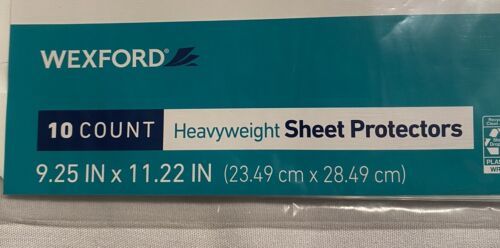 WEXFORD®
10 COUNT Heavyweight Sheet Protectors
9.25 IN x 11.22 IN (23.49 cm x 28.49 cm)